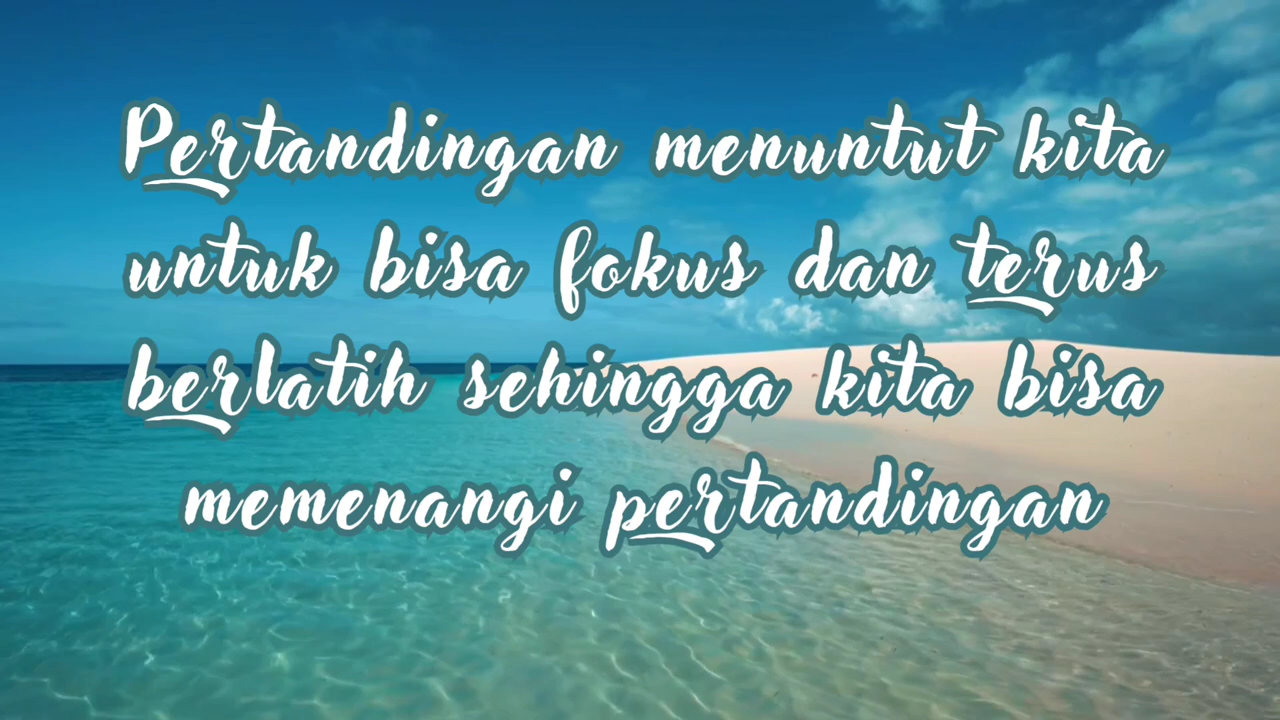 Pertandingan menuntut kita
untuk bisa fokus dan terus
berlatih sehingga kita bisa
memenangi pertandingan